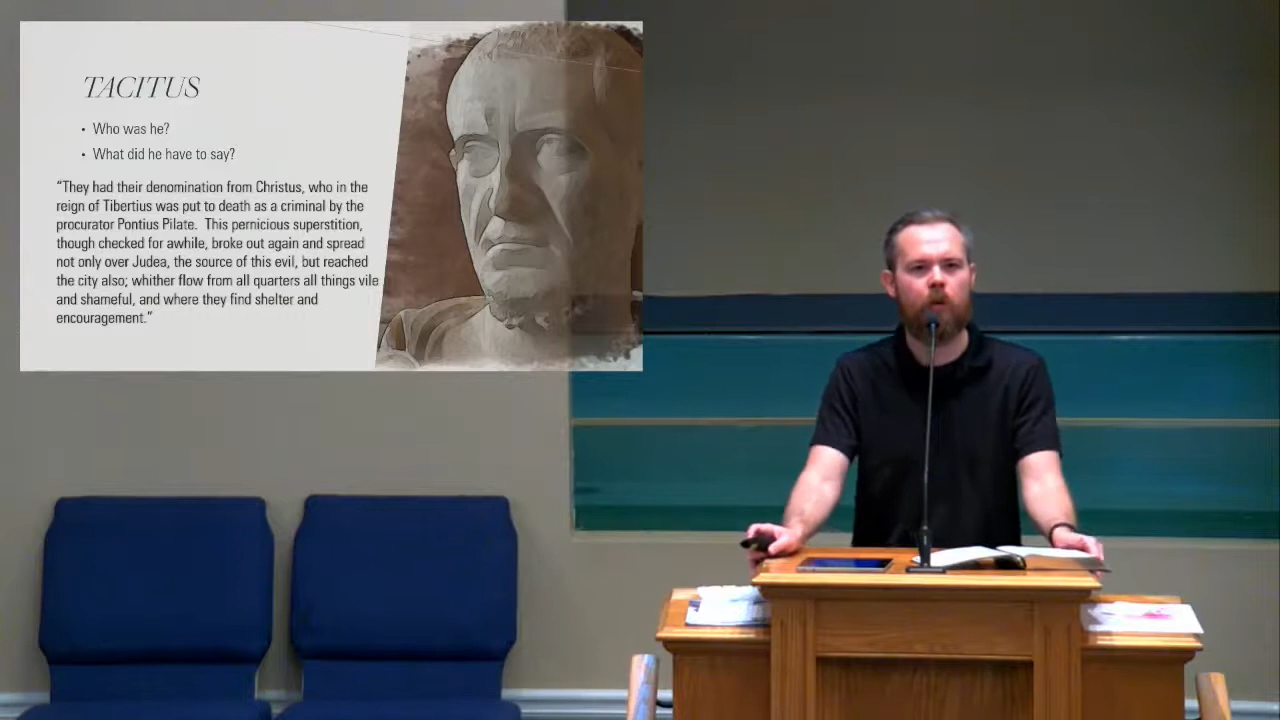 TACITUS
• Who was he?
• What did he have to say?
“They had their denomination from Christus, who in the
reign of Tibertius was put to death as a criminal by the
procurator Pontius Pilate. This pernicious superstition,
though checked for awhile, broke out again and spread
not only over Judea, the source of this evil, but reached
the city also; whither flow from all quarters all things vile
and shameful, and where they find shelter and
encouragement.”